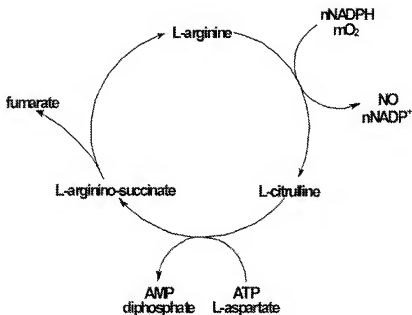 nNADPH
mO₂
L-arginine
fumarate
NO
nNADP⁺
L-arginino-succinate
L-citrulline
AMP
diphosphate
ATP
L-aspartate